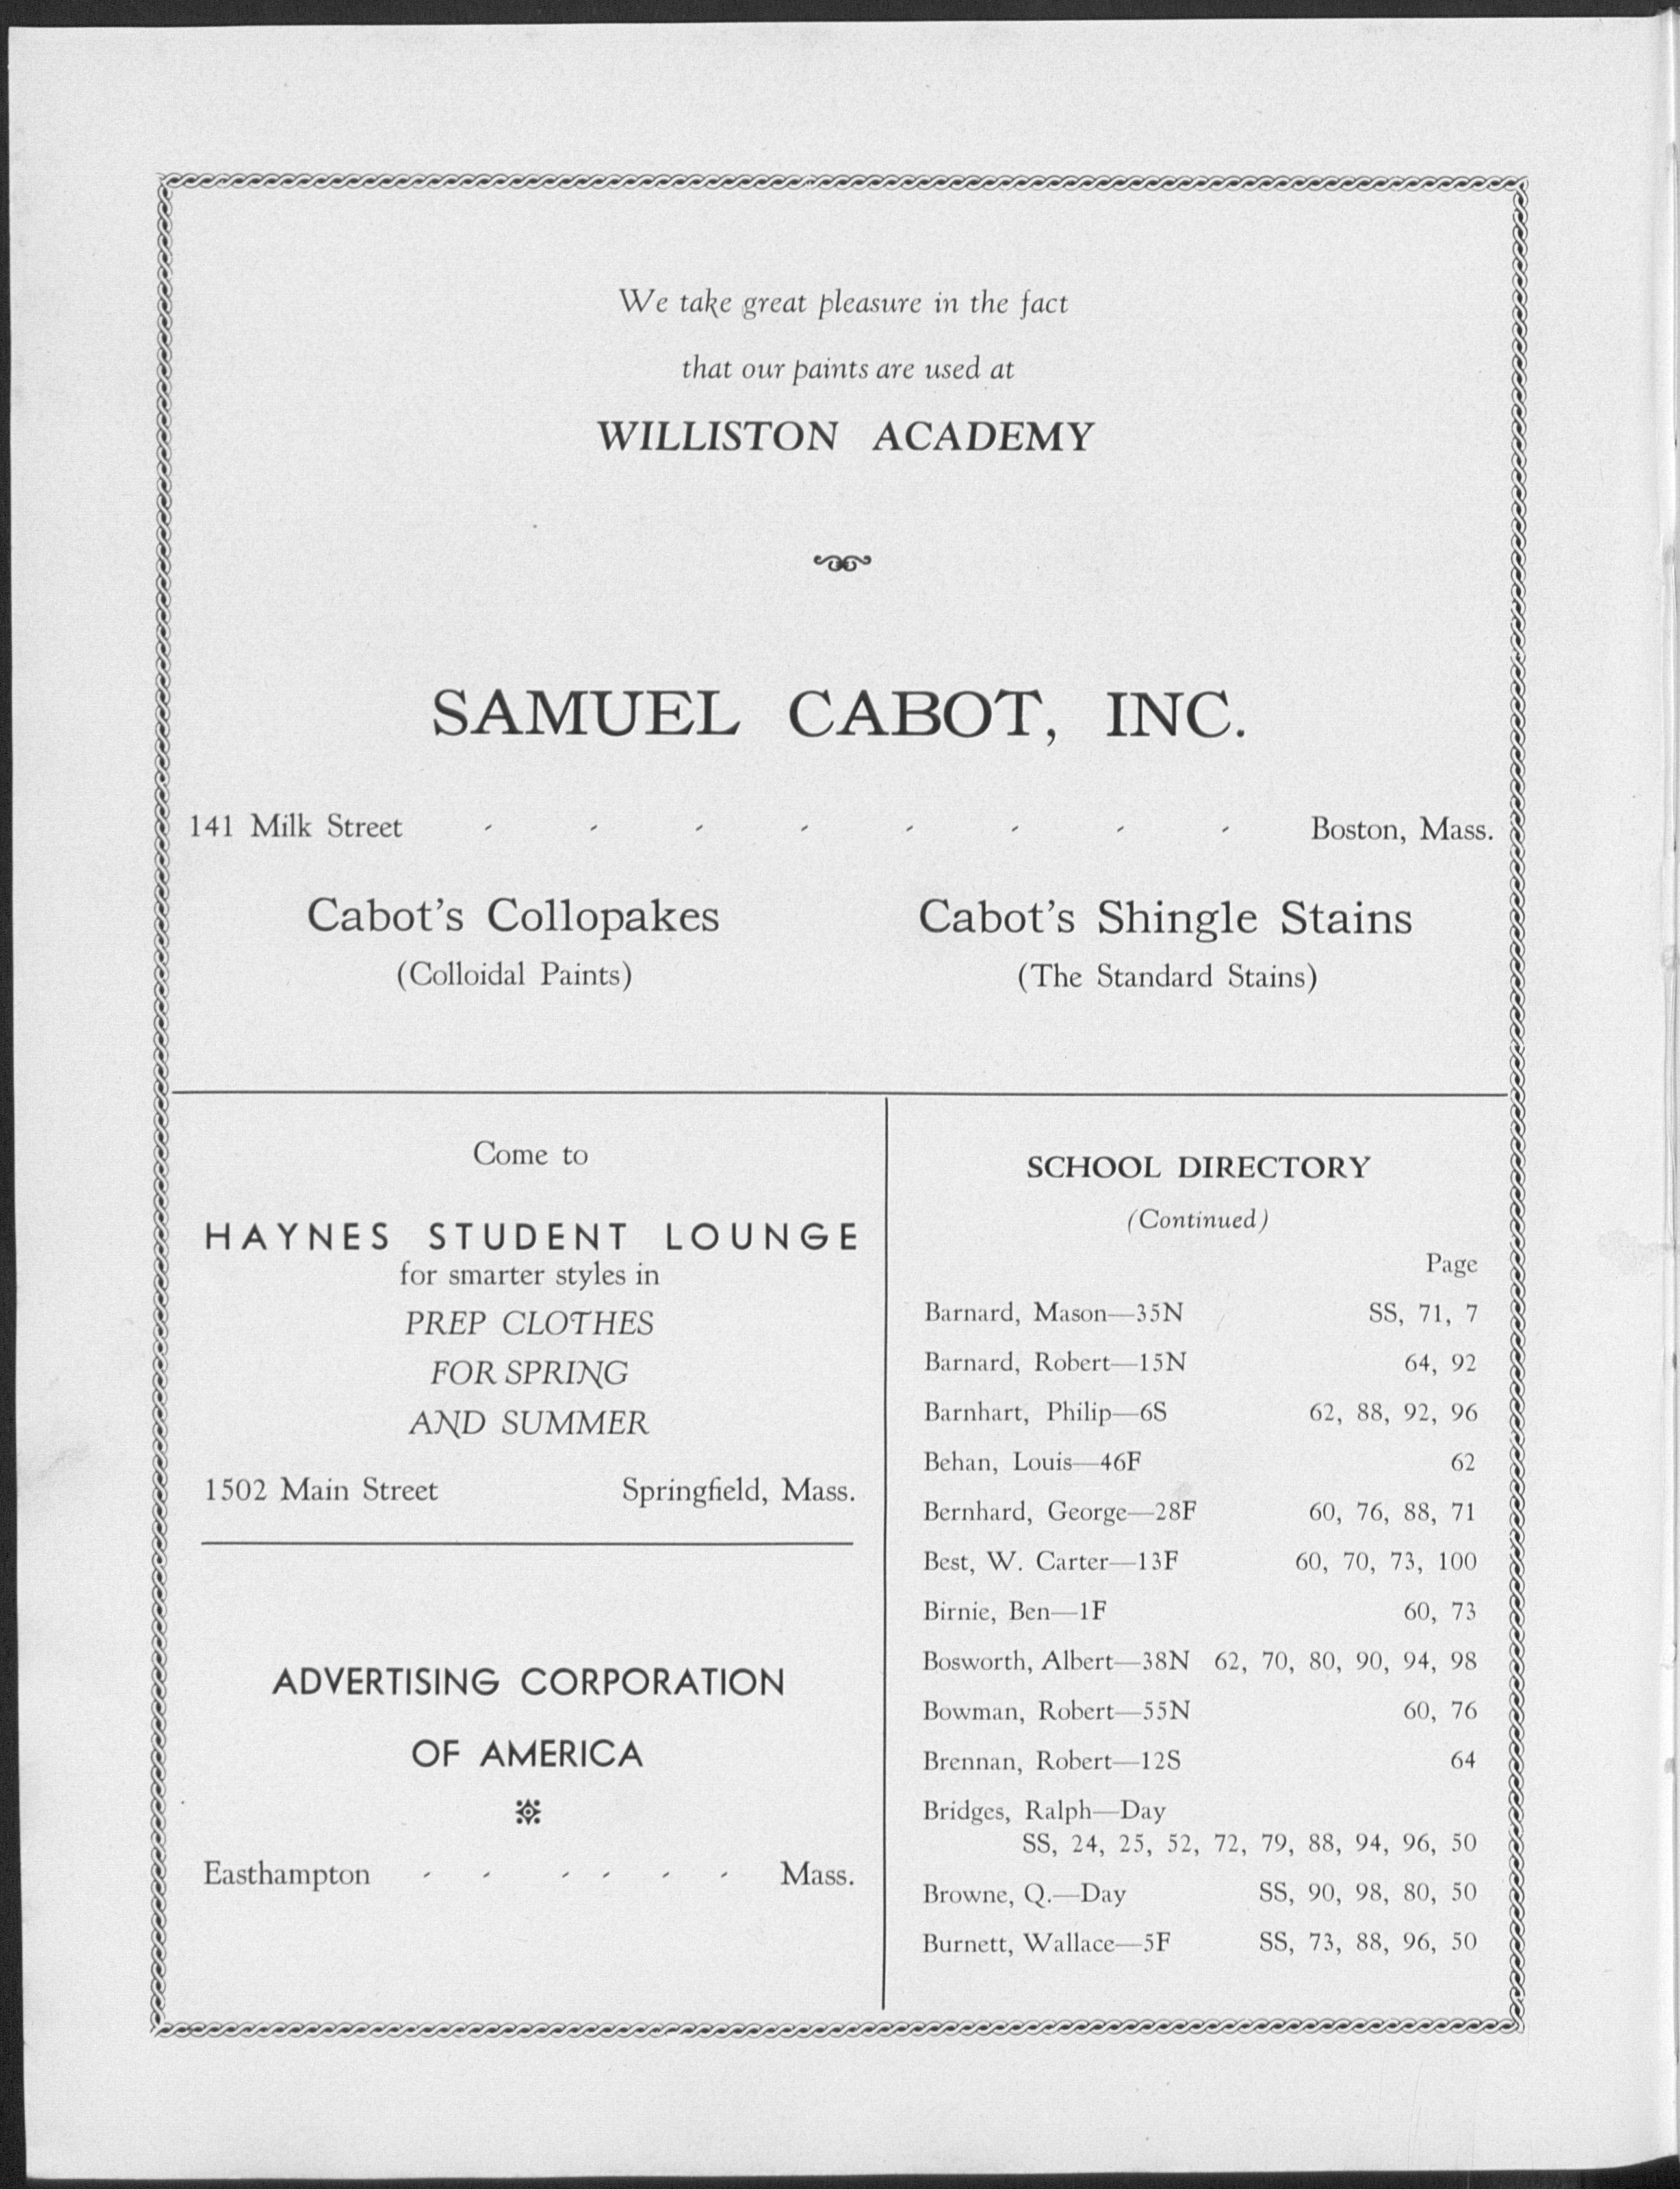 We take great pleasure in the fact
that our paints are used at
WILLISTON ACADEMY
SAMUEL CABOT, INC.
141 Milk Street - - - - - - - - Boston, Mass.
Cabot's Collopakes
(Colloidal Paints)
Cabot's Shingle Stains
(The Standard Stains)
Come to
HAYNES STUDENT LOUNGE
for smarter styles in
PREP CLOTHES
FOR SPRING
AND SUMMER
1502 Main Street Springfield, Mass.
ADVERTISING CORPORATION
OF AMERICA
Easthampton - - - - - - Mass.
SCHOOL DIRECTORY
(Continued)
Page
Barnard, Mason—35N SS, 71, 7
Barnard, Robert—15N 64, 92
Barnhart, Philip—6S 62, 88, 92, 96
Behan, Louis—46F 62
Bernhard, George—28F 60, 76, 88, 71
Best, W. Carter—13F 60, 70, 73, 100
Birnie, Ben—1F 60, 73
Bosworth, Albert—38N 62, 70, 80, 90, 94, 98
Bowman, Robert—55N 60, 76
Brennan, Robert—12S 64
Bridges, Ralph—Day
SS, 24, 25, 52, 72, 79, 88, 94, 96, 50
Browne, Q.—Day SS, 90, 98, 80, 50
Burnett, Wallace—5F SS, 73, 88, 96, 50